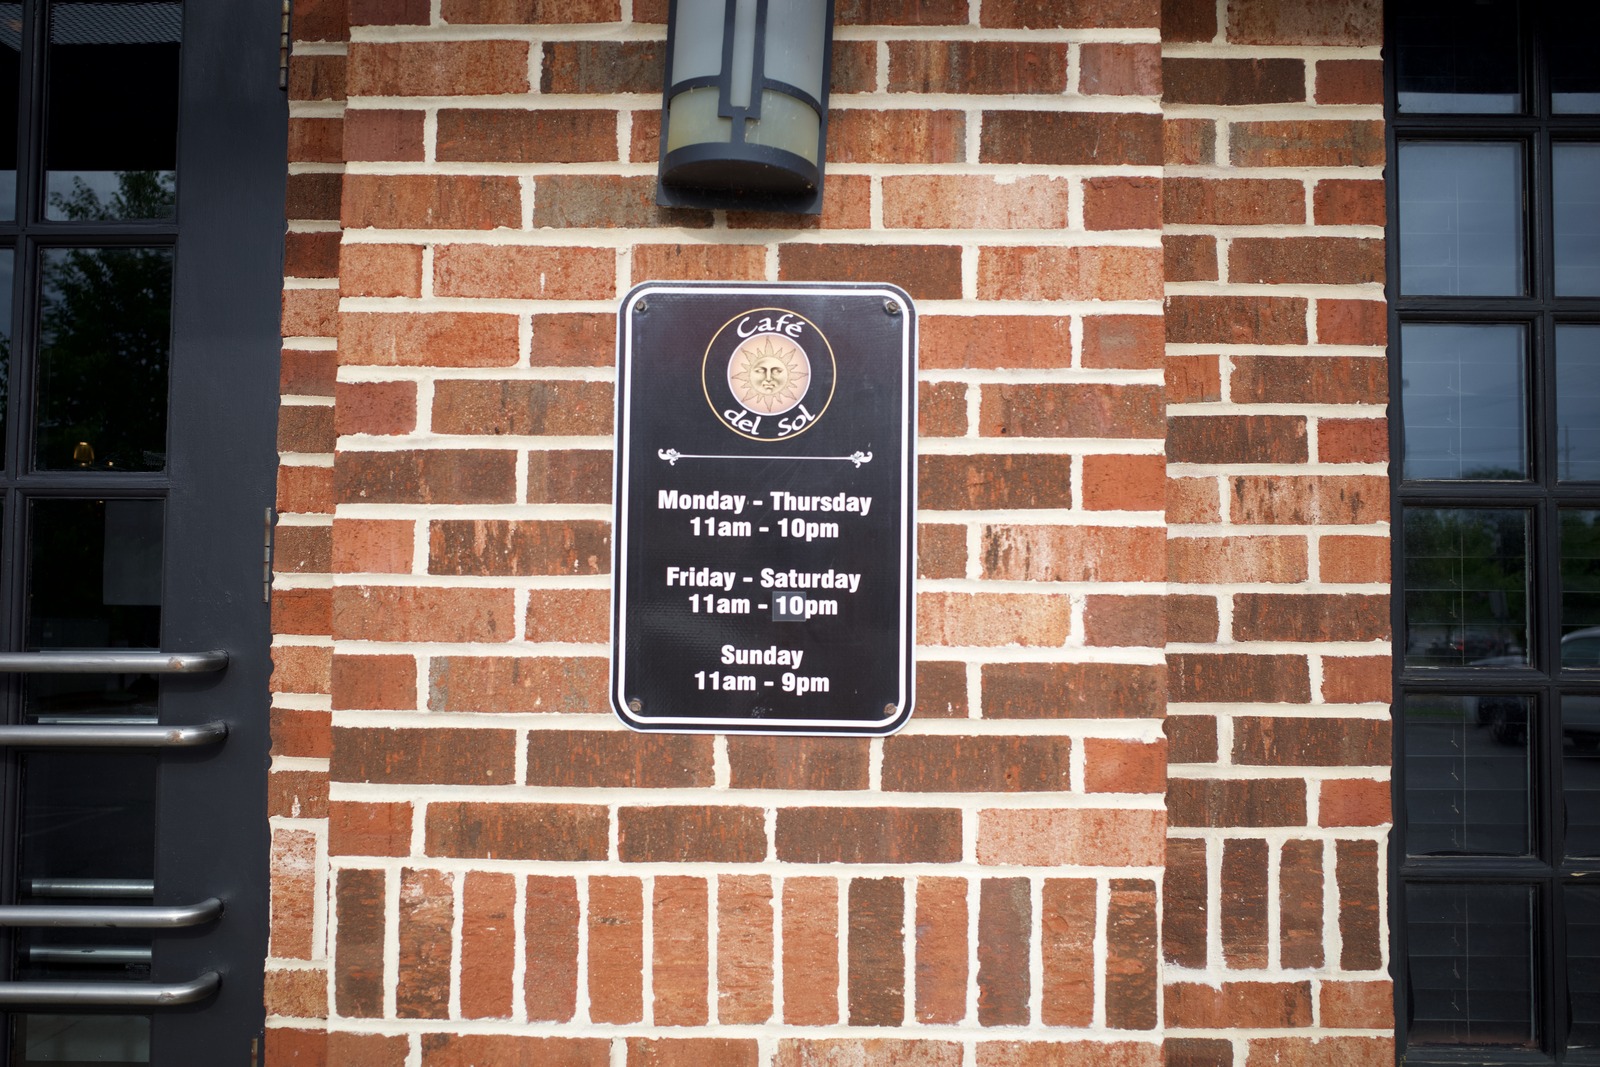 Café
del Sol
Monday - Thursday
11am - 10pm
Friday - Saturday
11am - 10pm
Sunday
11am - 9pm